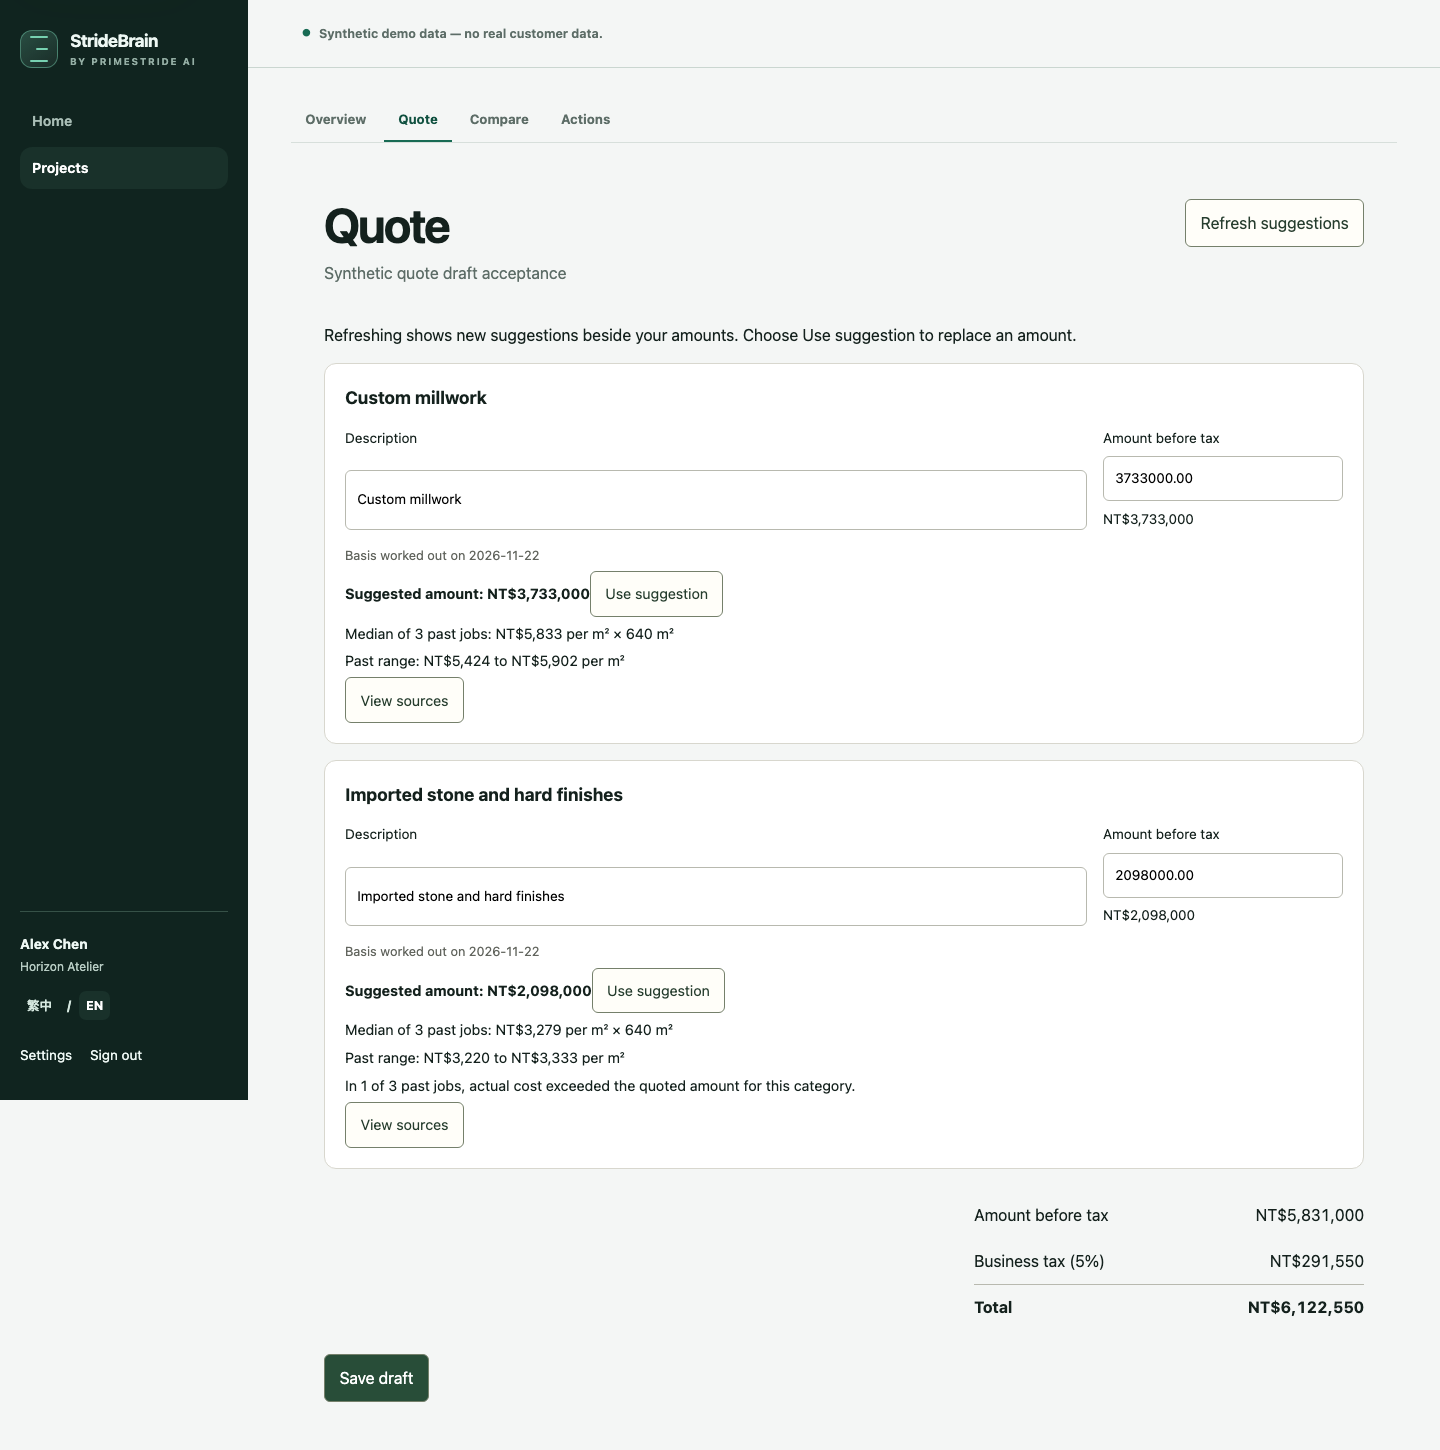 StrideBrain
BY PRIMESTRIDE AI
Home
Projects
Alex Chen
Horizon Atelier
繁中 / EN
Settings Sign out
Synthetic demo data — no real customer data.
Overview Quote Compare Actions
Quote
Refresh suggestions
Synthetic quote draft acceptance
Refreshing shows new suggestions beside your amounts. Choose Use suggestion to replace an amount.
Custom millwork
Description
Custom millwork
Amount before tax
3733000.00
NT$3,733,000
Basis worked out on 2026-11-22
Suggested amount: NT$3,733,000 Use suggestion
Median of 3 past jobs: NT$5,833 per m² × 640 m²
Past range: NT$5,424 to NT$5,902 per m²
View sources
Imported stone and hard finishes
Description
Imported stone and hard finishes
Amount before tax
2098000.00
NT$2,098,000
Basis worked out on 2026-11-22
Suggested amount: NT$2,098,000 Use suggestion
Median of 3 past jobs: NT$3,279 per m² × 640 m²
Past range: NT$3,220 to NT$3,333 per m²
In 1 of 3 past jobs, actual cost exceeded the quoted amount for this category.
View sources
Amount before tax NT$5,831,000
Business tax (5%) NT$291,550
Total NT$6,122,550
Save draft